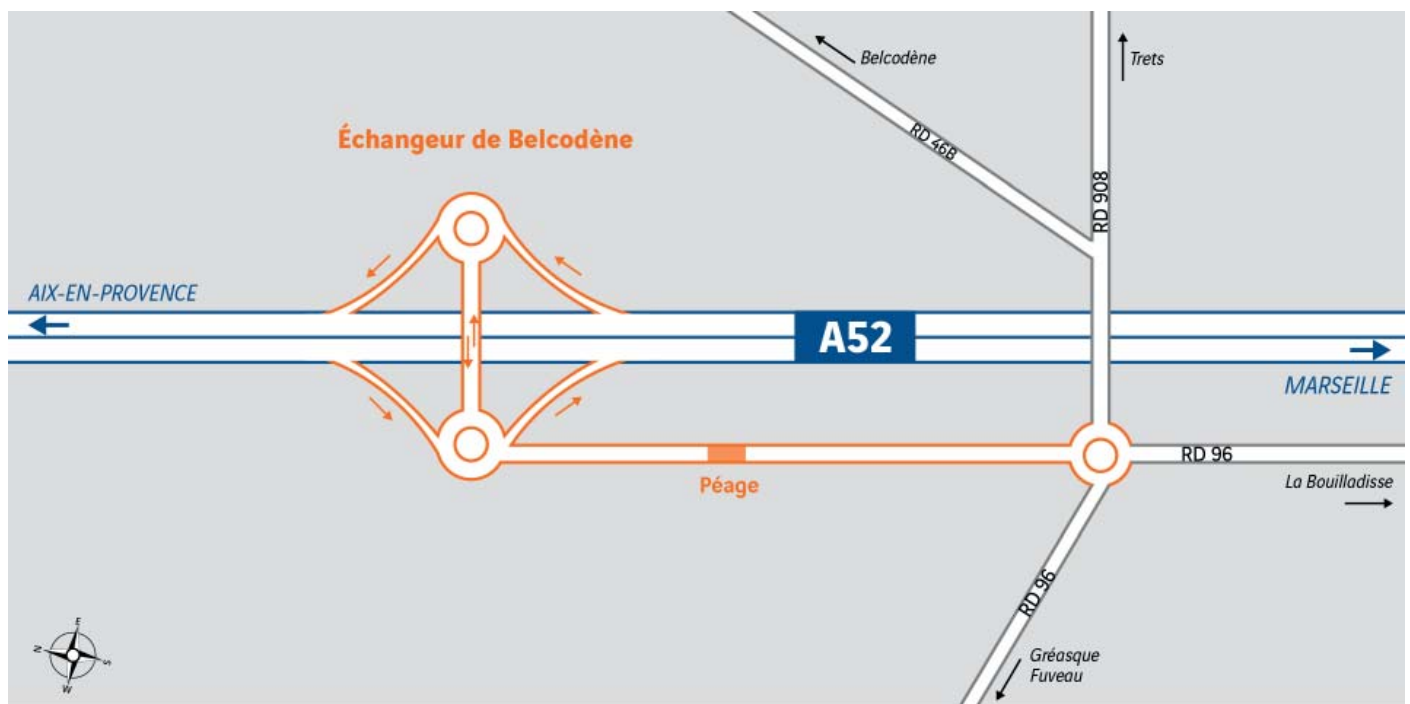 Belcodène
Trets
Échangeur de Belcodène
RD 46B
RD 908
AIX-EN-PROVENCE
A52
MARSEILLE
RD 96
La Bouilladisse
Péage
RD 96
Gréasque
Fuveau
E
N
S
W